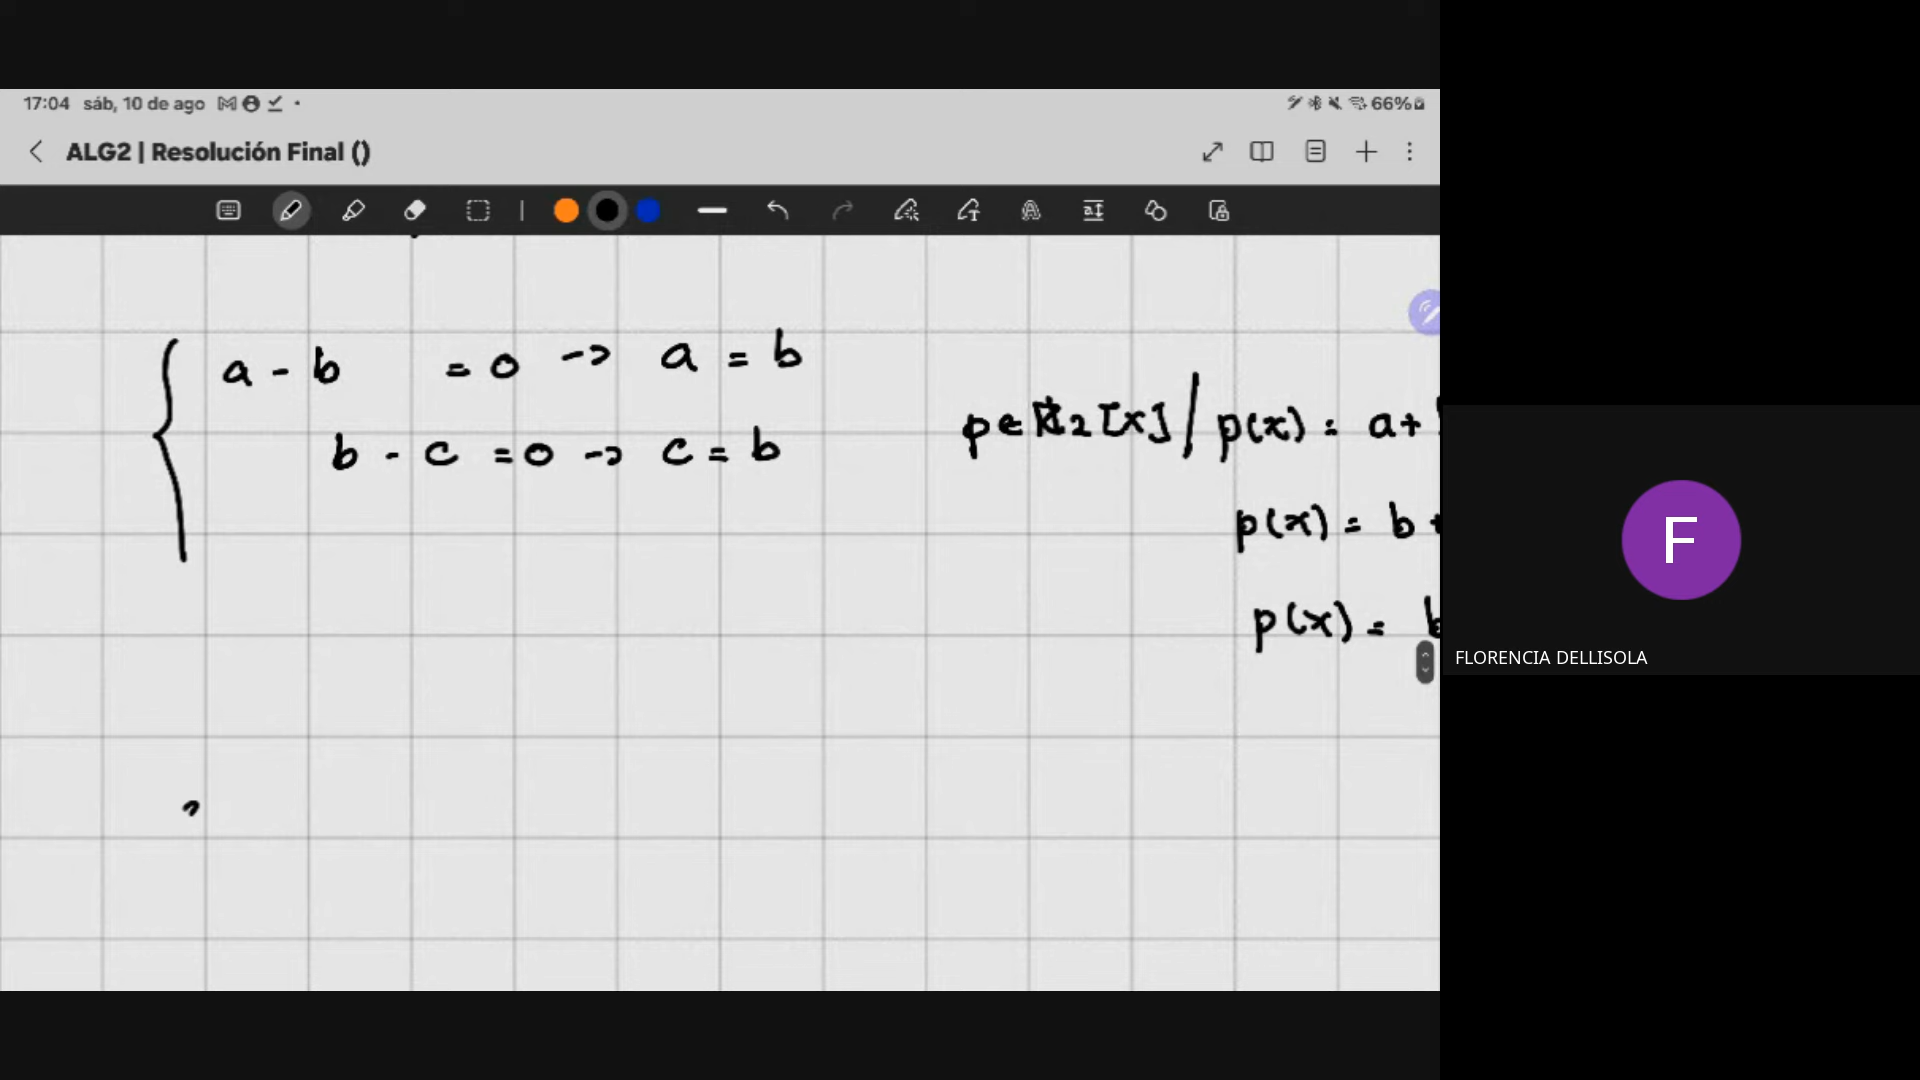 17:04 sáb, 10 de ago
66%
ALG2 | Resolución Final ()
a - b = 0 -> a = b
b - c = 0 -> c = b
p ∈ ℝ2[x] / p(x) = a +
p(x) = b +
p(x) = b
F
FLORENCIA DELLISOLA